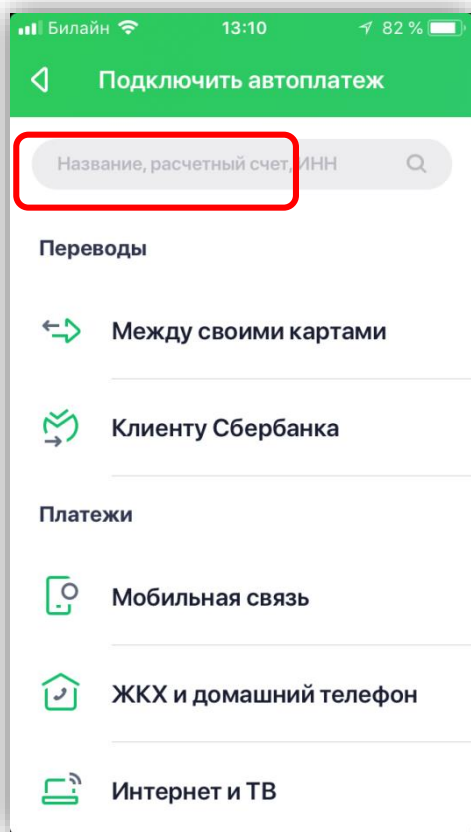 Билайн 13:10 82 %
Подключить автоплатеж
Название, расчетный счет, ИНН
Переводы
Между своими картами
Клиенту Сбербанка
Платежи
Мобильная связь
ЖКХ и домашний телефон
Интернет и ТВ